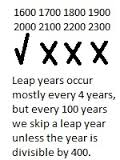 1600 1700 1800 1900
2000 2100 2200 2300
√ X X X
Leap years occur
mostly every 4 years,
but every 100 years
we skip a leap year
unless the year is
divisible by 400.